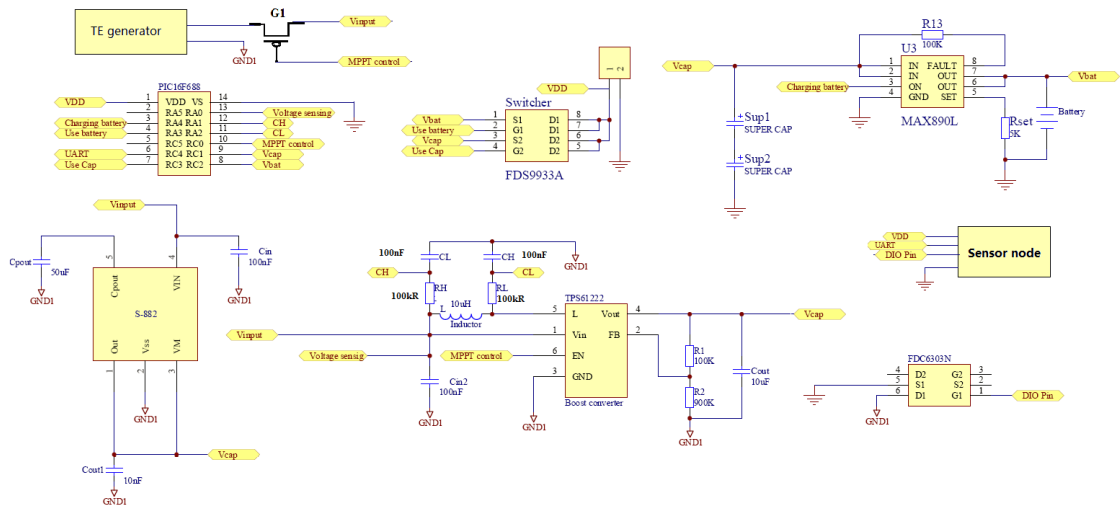 TE generator
G1
Vinput
GND1
MPPT control
PIC16F688
VDD
Charging battery
Use battery
UART
Use Cap
1 VDD VS 14
2 RA5 RA0 13
3 RA4 RA1 12
4 RA3 RA2 11
5 RC5 RC0 10
6 RC4 RC1 9
7 RC3 RC2 8
Voltage sensing
CH
CL
MPPT control
Vcap
Vbat
1 2
VDD
Switcher
Vbat
Use battery
Vcap
Use Cap
1 S1 D1 8
2 G1 D1 7
3 S2 D2 6
4 G2 D2 5
FDS9933A
Vcap
Charging battery
+Sup1
SUPER CAP
+Sup2
SUPER CAP
R13
100K
U3
1 IN FAULT 8
2 IN OUT 7
3 ON OUT 6
4 GND SET 5
MAX890L
Vbat
Battery
Rset
5K
Vinput
Cpout
50uF
GND1
5
4
Cin
100nF
GND1
Cpout
VIN
S-882
Out
Vss
VM
1
2
3
GND1
Vcap
Cout1
10nF
GND1
100nF
CL
CH
100nF
GND1
CH
CL
RH
100kR
RL
100kR
10uH
L
Inductor
Vinput
Voltage sensig
MPPT control
Cin2
100nF
GND1
TPS61222
5 L Vout 4
1 Vin FB 2
6 EN
3 GND
Boost converter
GND1
R1
100K
R2
900K
GND1
Cout
10uF
Vcap
VDD
UART
DIO Pin
Sensor node
FDC6303N
4 D2 G2 3
5 S1 S2 2
6 D1 G1 1
DIO Pin
GND1